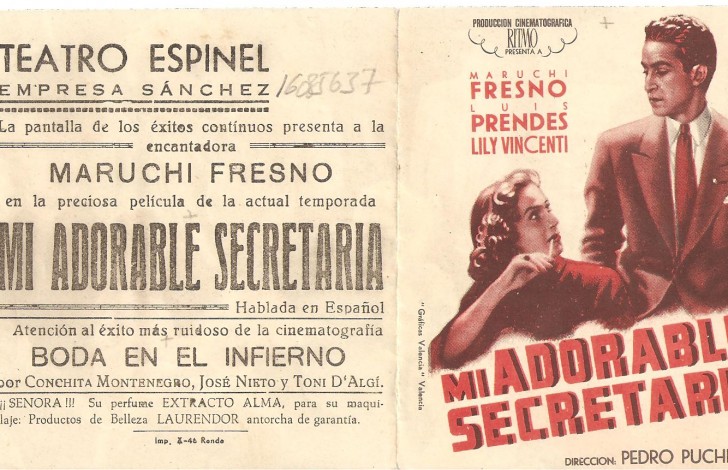 TEATRO ESPINEL
EMPRESA SÁNCHEZ
1685637
La pantalla de los éxitos contínuos presenta a la
encantadora
MARUCHI FRESNO
en la preciosa película de la actual temporada
MI ADORABLE SECRETARIA
Hablada en Español
Atención al éxito más ruidoso de la cinematografía
BODA EN EL INFIERNO
por CONCHITA MONTENEGRO, JOSÉ NIETO Y TONI D'ALGÍ.
¡¡SENORA!!! Su perfume EXTRACTO ALMA, para su maqui-
llaje: Productos de Belleza LAURENDOR antorcha de garantía.
Imp. 8-46 Ronda
PRODUCCION CINEMATOGRAFICA
RITMO
PRESENTA A
MARUCHI
FRESNO
LUIS
PRENDES
LILY VINCENTI
"Gráficas Valencia" Valencia
MI ADORABLE
SECRETARI
DIRECCION: PEDRO PUCHE